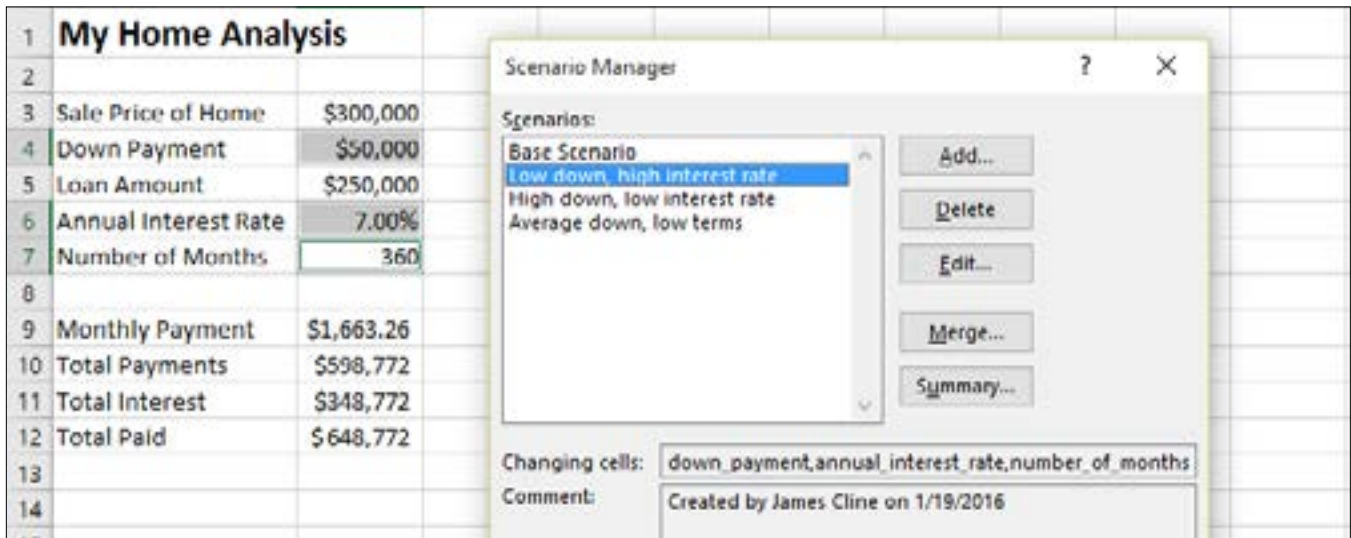 1 My Home Analysis
2
3 Sale Price of Home $300,000
4 Down Payment $50,000
5 Loan Amount $250,000
6 Annual Interest Rate 7.00%
7 Number of Months 360
8
9 Monthly Payment $1,663.26
10 Total Payments $598,772
11 Total Interest $348,772
12 Total Paid $648,772
13
14
Scenario Manager ? ×
Scenarios:
Base Scenario
Low down, high interest rate
High down, low interest rate
Average down, low terms
Add...
Delete
Edit...
Merge...
Summary...
Changing cells: down_payment,annual_interest_rate,number_of_months
Comment: Created by James Cline on 1/19/2016